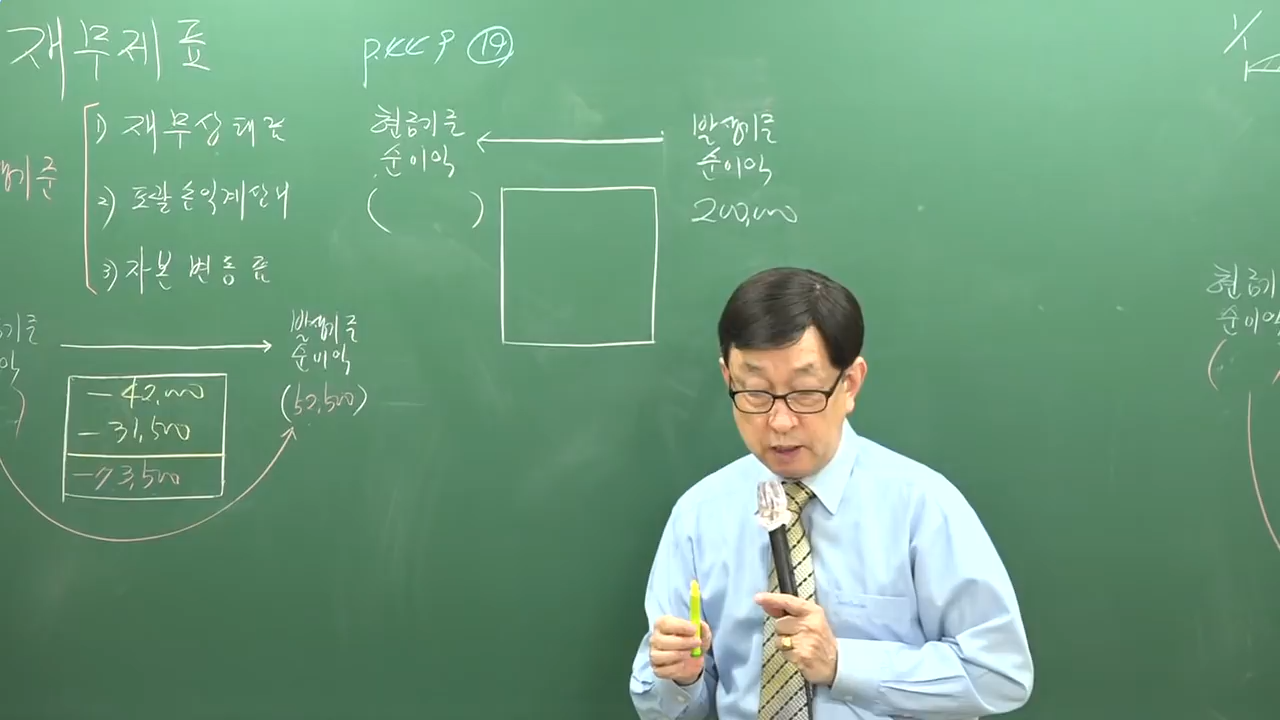 재무제표
p.449 ⑲
1) 재무상태표
2) 포괄손익계산서
3) 자본변동표
기준
현금기준
순이익
(        )
발생기준
순이익
200,000
발생기준
순이익
(52,500)
- 42,000
- 31,500
- 73,500
현금기
순이익
(